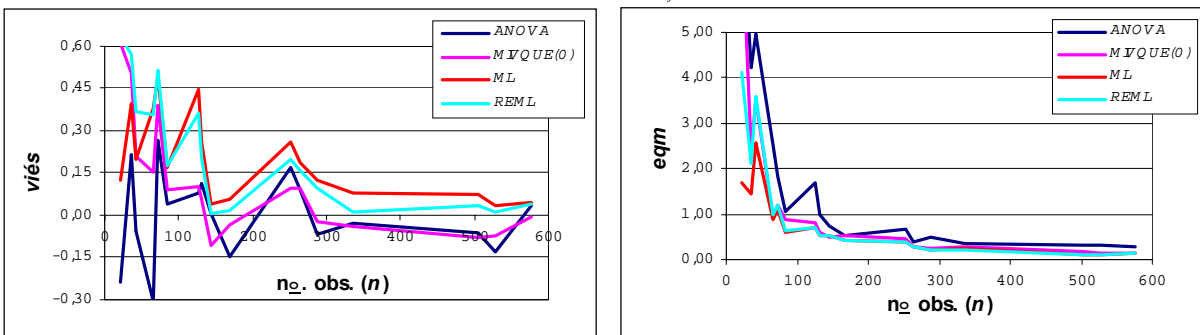 ANOVA
MIVQUE(0)
ML
REML
0,60
0,45
0,30
0,15
0,00
-0,15
-0,30
0 100 200 300 400 500 600
viés
nº. obs. (n)
ANOVA
MIVQUE(0)
ML
REML
5,00
4,00
3,00
2,00
1,00
0,00
0 100 200 300 400 500 600
eqm
nº obs. (n)